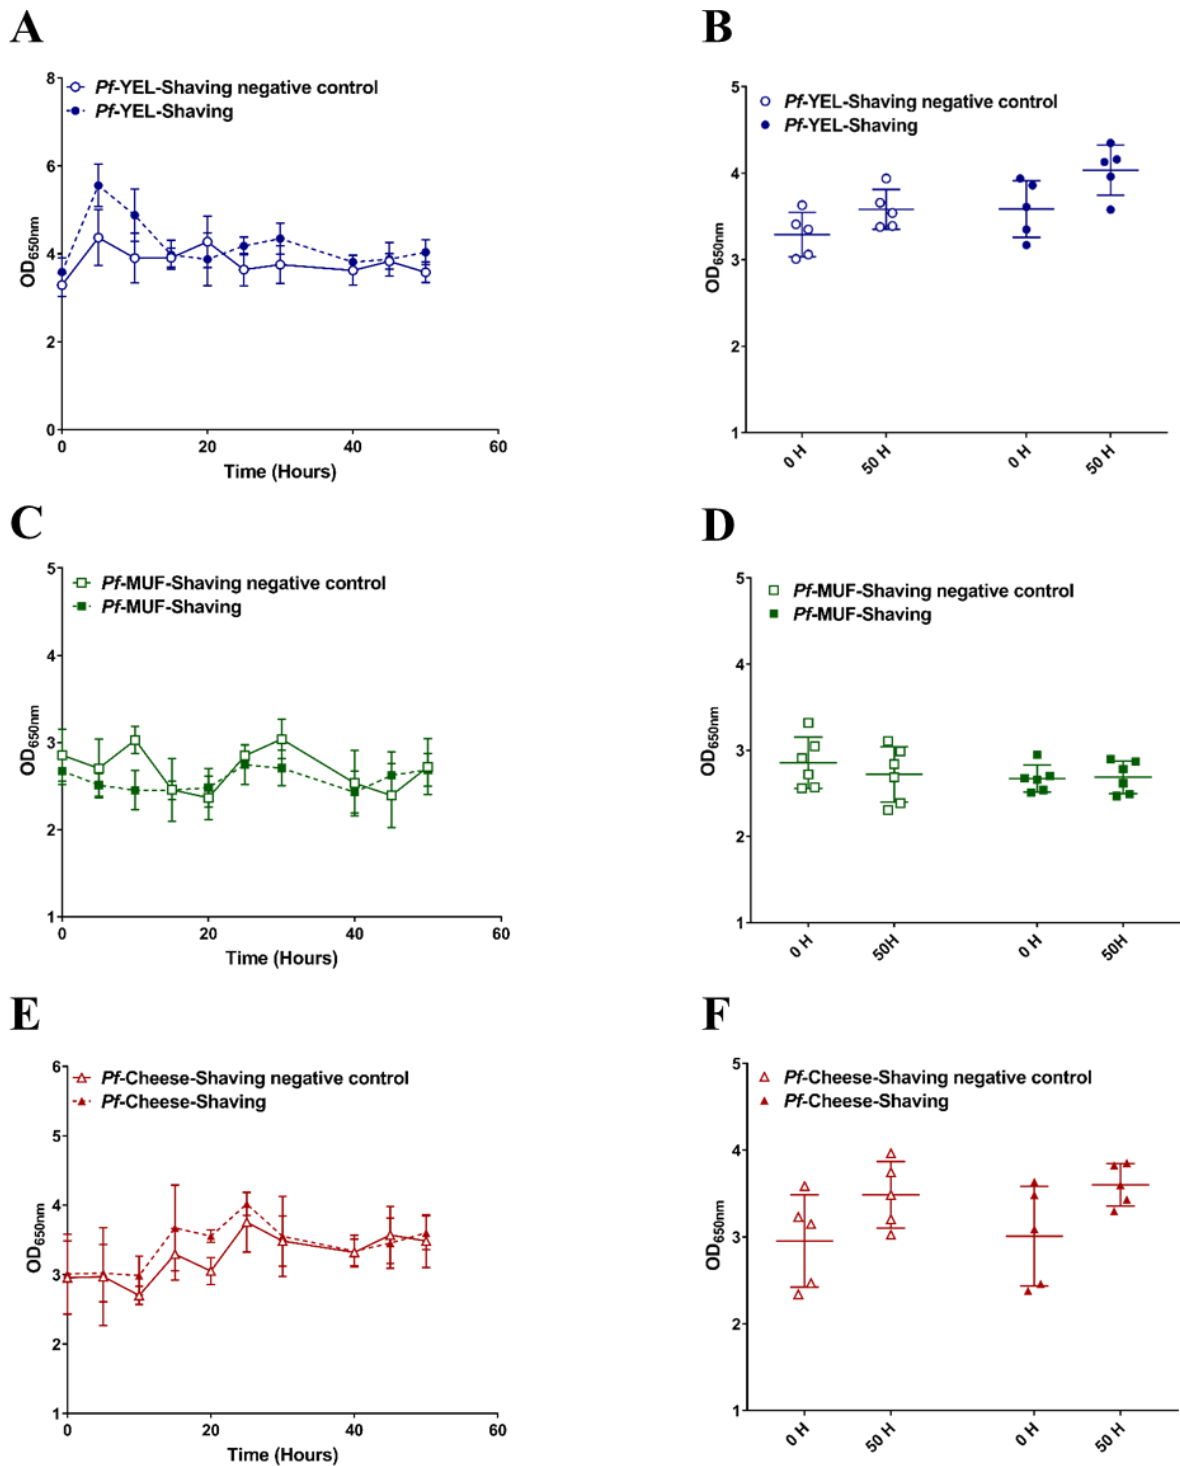 A
8
6
4
2
0
OD650nm
Pf-YEL-Shaving negative control
Pf-YEL-Shaving
0 20 40 60
Time (Hours)
B
5
4
3
2
1
OD650nm
Pf-YEL-Shaving negative control
Pf-YEL-Shaving
0 H 50 H 0 H 50 H
C
5
4
3
2
1
OD650nm
Pf-MUF-Shaving negative control
Pf-MUF-Shaving
0 20 40 60
Time (Hours)
D
5
4
3
2
1
OD650nm
Pf-MUF-Shaving negative control
Pf-MUF-Shaving
0 H 50H 0 H 50H
E
6
5
4
3
2
1
OD650nm
Pf-Cheese-Shaving negative control
Pf-Cheese-Shaving
0 20 40 60
Time (Hours)
F
5
4
3
2
1
OD650nm
Pf-Cheese-Shaving negative control
Pf-Cheese-Shaving
0 H 50 H 0 H 50 H